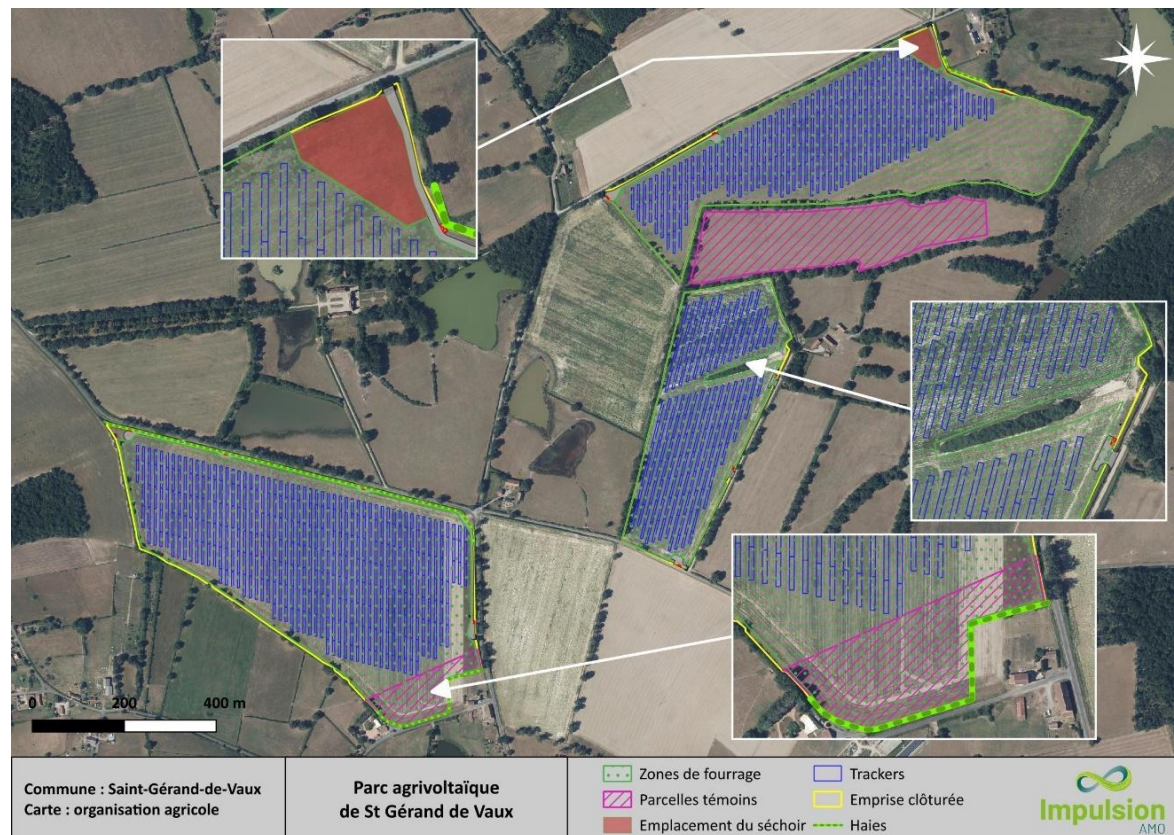 0 200 400 m
Commune : Saint-Gérand-de-Vaux
Carte : organisation agricole
Parc agrivoltaïque
de St Gérand de Vaux
Zones de fourrage
Parcelles témoins
Emplacement du séchoir
Trackers
Emprise clôturée
Haies
Impulsion
AMO